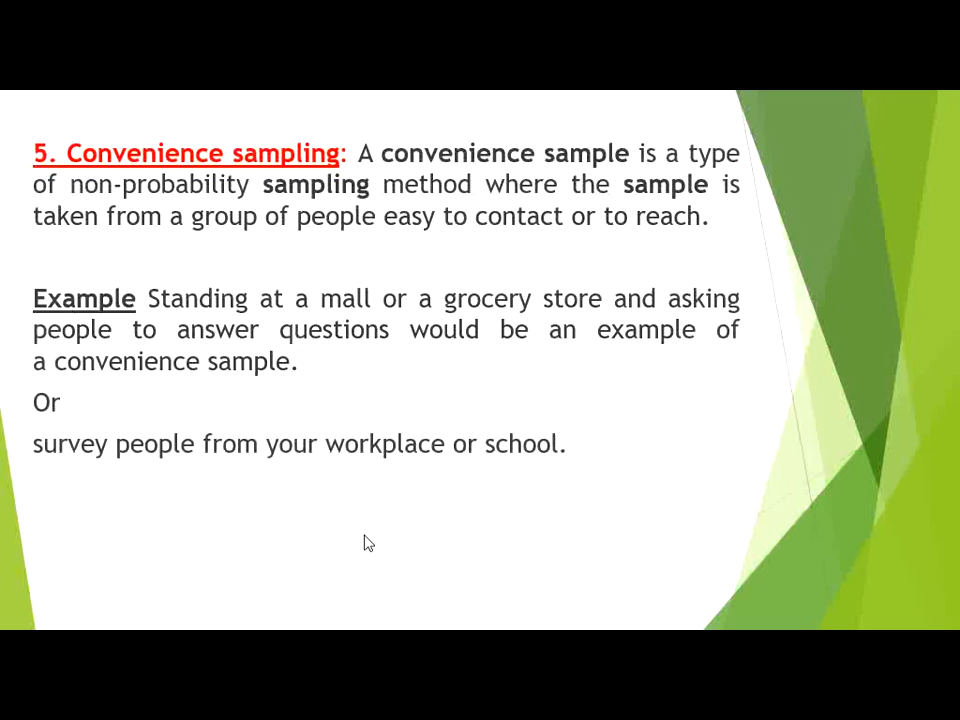 5. Convenience sampling: A convenience sample is a type
of non-probability sampling method where the sample is
taken from a group of people easy to contact or to reach.
Example Standing at a mall or a grocery store and asking
people to answer questions would be an example of
a convenience sample.
Or
survey people from your workplace or school.